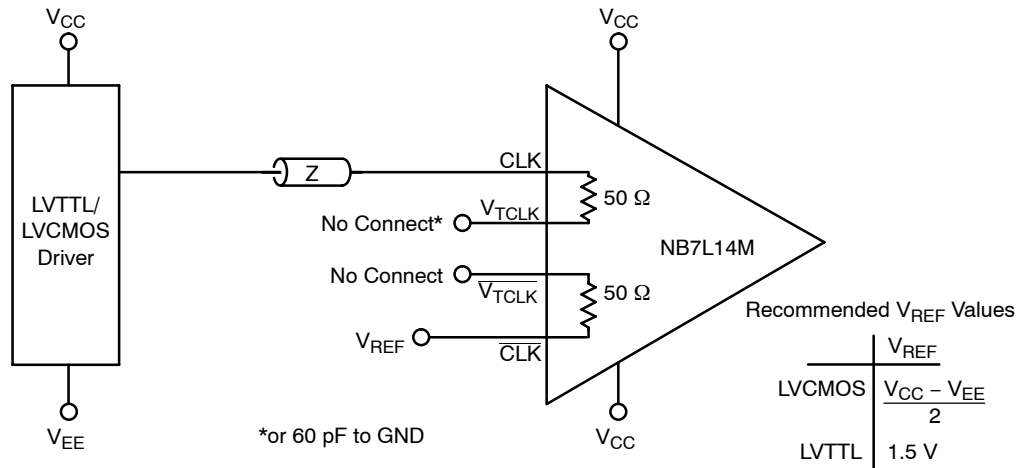 VCC
VCC
LVTTL/
LVCMOS
Driver
Z
CLK
50 Ω
No Connect*
VTCLK
NB7L14M
No Connect
VTCLK
50 Ω
Recommended VREF Values
VREF
CLK
VREF
LVCMOS
VCC – VEE
2
LVTTL
1.5 V
VEE
*or 60 pF to GND
VCC